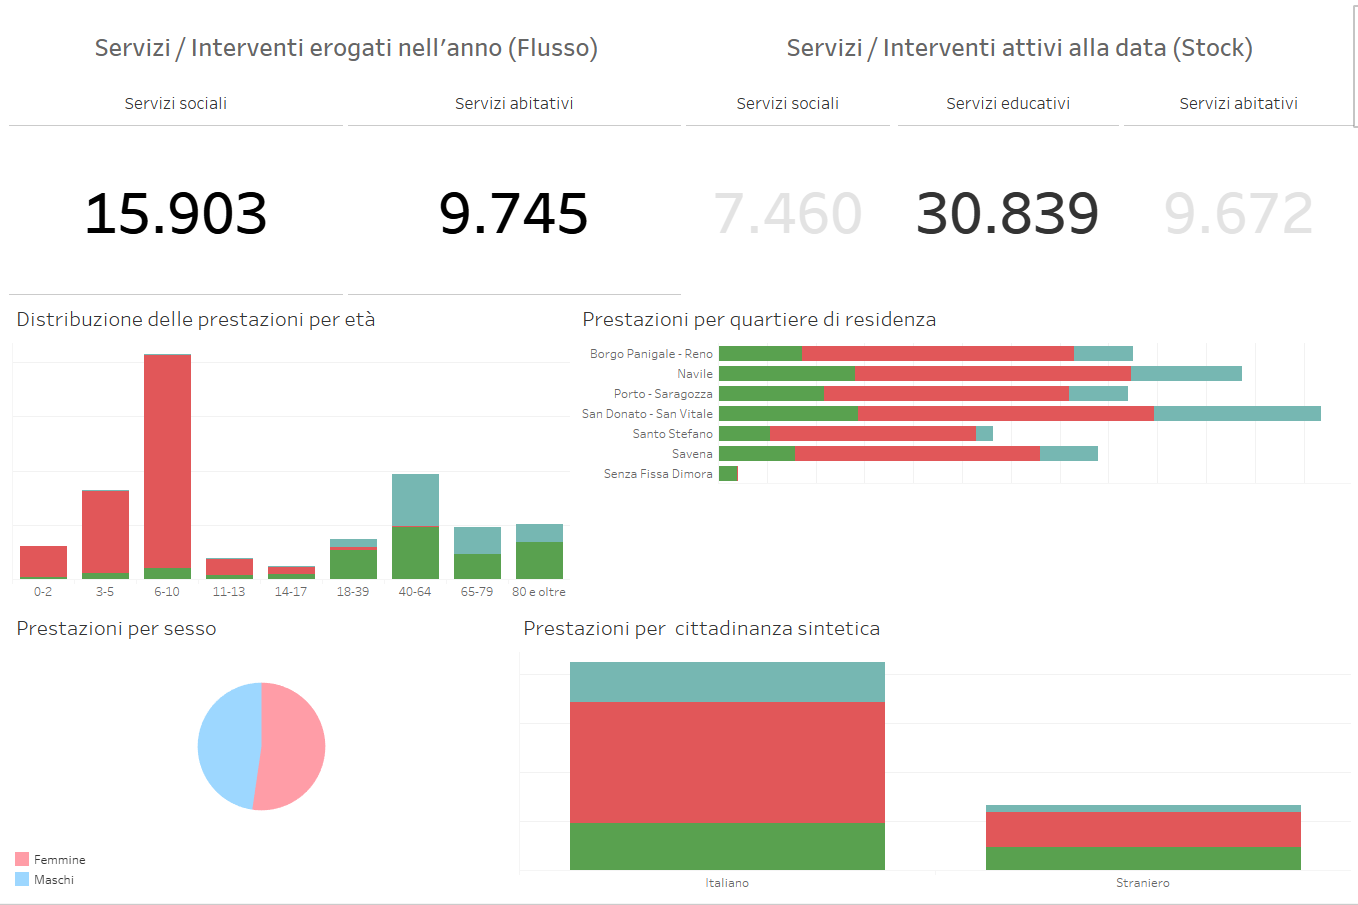 Servizi / Interventi erogati nell'anno (Flusso)
Servizi / Interventi attivi alla data (Stock)
Servizi sociali
Servizi abitativi
Servizi sociali
Servizi educativi
Servizi abitativi
15.903
9.745
7.460
30.839
9.672
Distribuzione delle prestazioni per età
0-2
3-5
6-10
11-13
14-17
18-39
40-64
65-79
80 e oltre
Prestazioni per quartiere di residenza
Borgo Panigale - Reno
Navile
Porto - Saragozza
San Donato - San Vitale
Santo Stefano
Savena
Senza Fissa Dimora
Prestazioni per sesso
Femmine
Maschi
Prestazioni per  cittadinanza sintetica
Italiano
Straniero